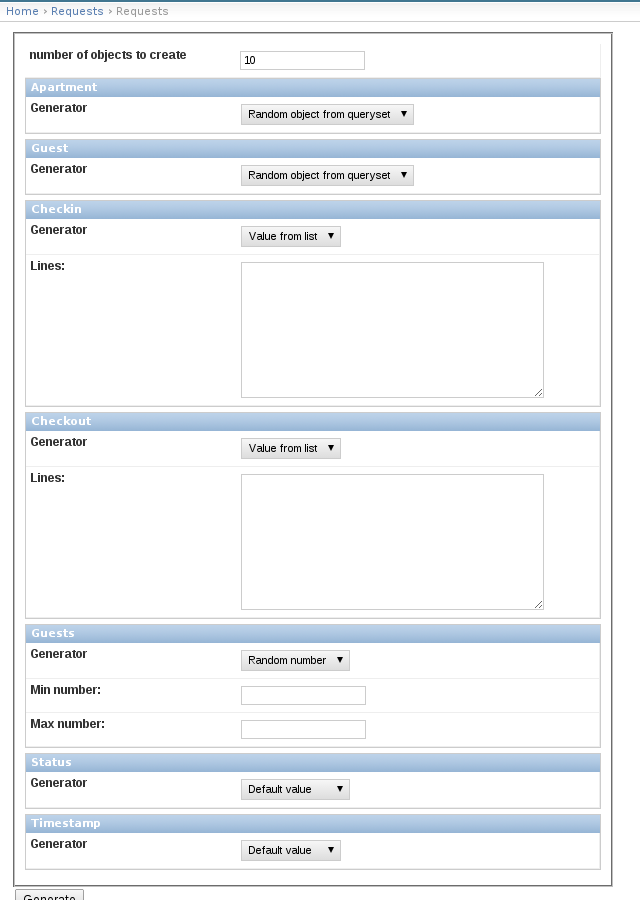 Home › Requests › Requests
number of objects to create
10
Apartment
Generator
Random object from queryset
Guest
Generator
Random object from queryset
Checkin
Generator
Value from list
Lines:
Checkout
Generator
Value from list
Lines:
Guests
Generator
Random number
Min number:
Max number:
Status
Generator
Default value
Timestamp
Generator
Default value
Generate